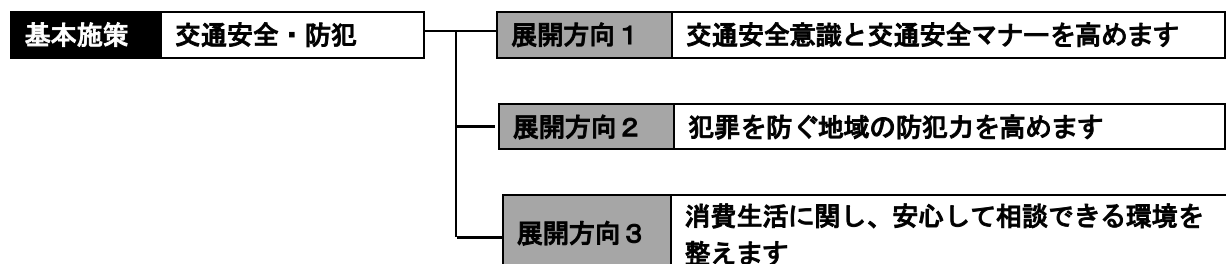 基本施策 交通安全・防犯 展開方向1 交通安全意識と交通安全マナーを高めます
展開方向2 犯罪を防ぐ地域の防犯力を高めます
展開方向3 消費生活に関し、安心して相談できる環境を
整えます